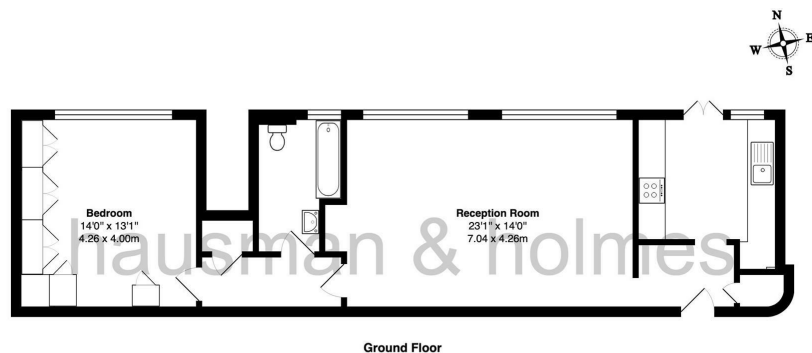 N
W E
S
Bedroom
14'0" x 13'1"
4.26 x 4.00m
Reception Room
23'1" x 14'0"
7.04 x 4.26m
hausman & holmes
Ground Floor